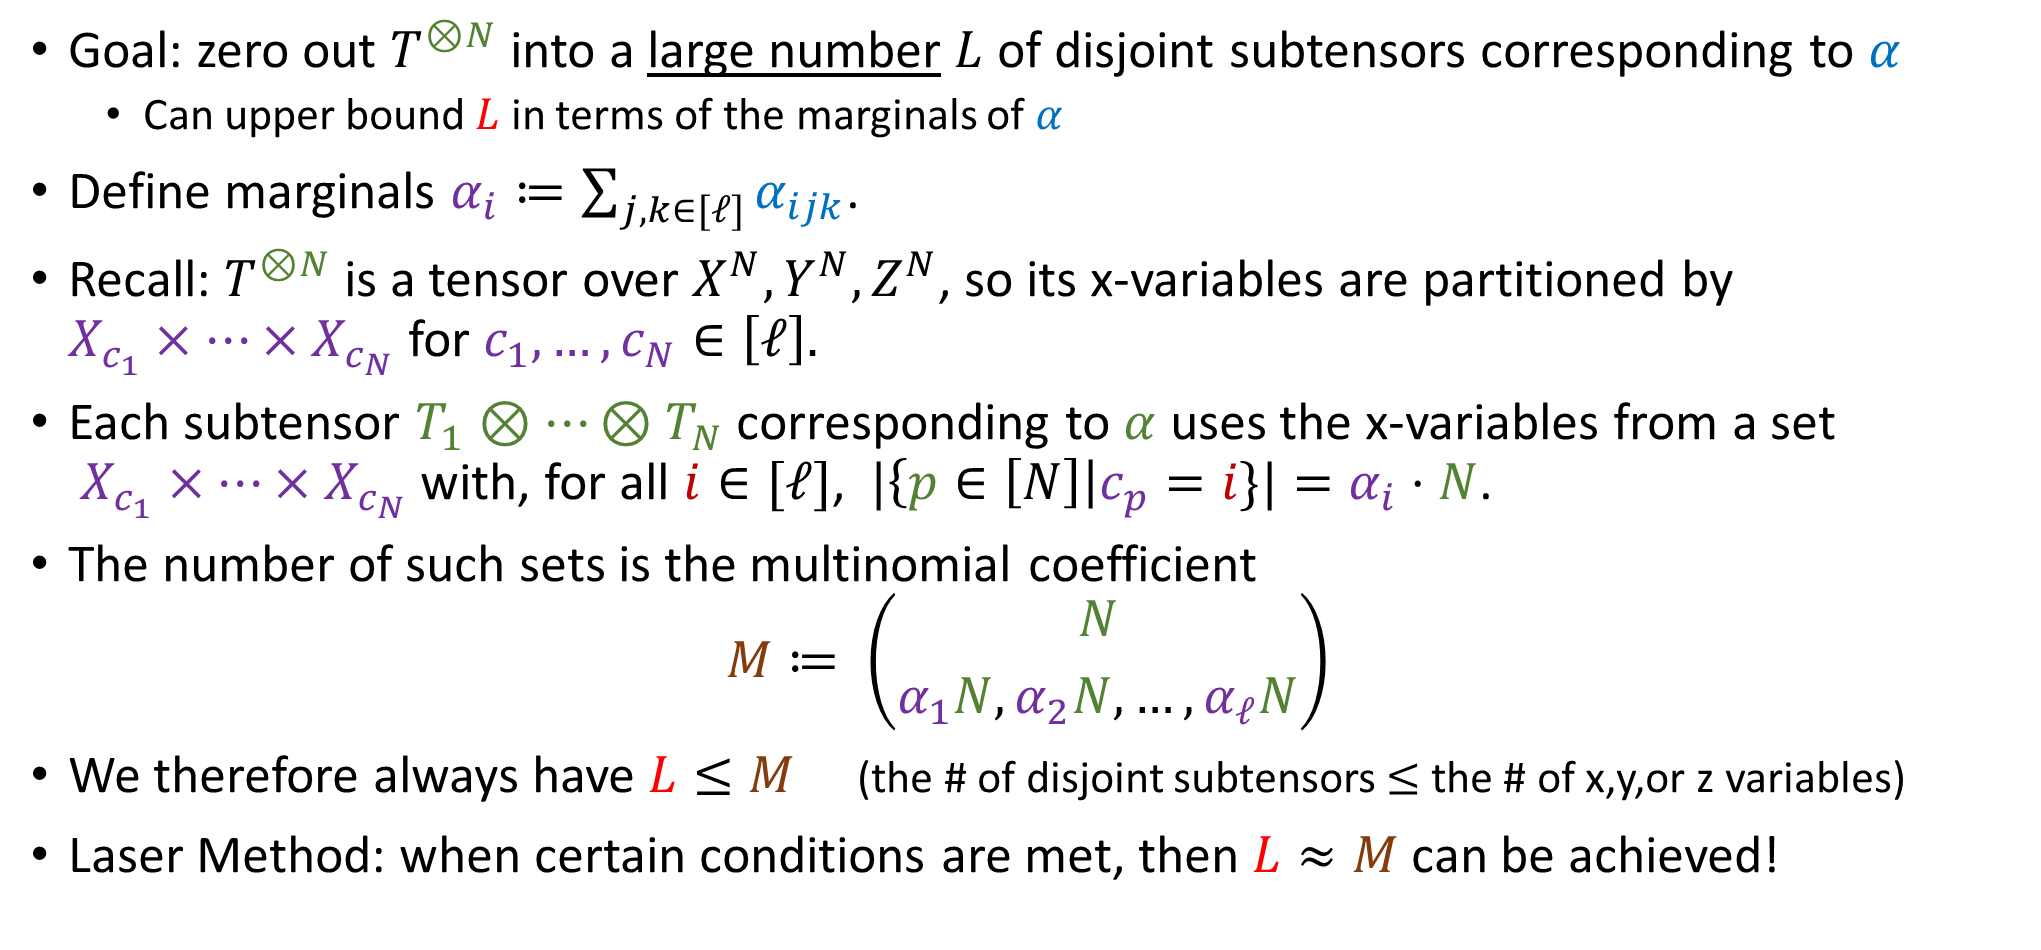 • Goal: zero out T^{⊗N} into a large number L of disjoint subtensors corresponding to α
• Can upper bound L in terms of the marginals of α
• Define marginals α_i ≔ ∑_{j,k∈[ℓ]} α_{ijk}.
• Recall: T^{⊗N} is a tensor over X^N, Y^N, Z^N, so its x-variables are partitioned by
X_{c_1} × ⋯ × X_{c_N} for c_1, … , c_N ∈ [ℓ].
• Each subtensor T_1 ⊗ ⋯ ⊗ T_N corresponding to α uses the x-variables from a set
X_{c_1} × ⋯ × X_{c_N} with, for all i ∈ [ℓ], |{p ∈ [N]|c_p = i}| = α_i · N.
• The number of such sets is the multinomial coefficient
M ≔ \binom{N}{α_1N, α_2N, … , α_ℓN}
• We therefore always have L ≤ M (the # of disjoint subtensors ≤ the # of x,y,or z variables)
• Laser Method: when certain conditions are met, then L ≈ M can be achieved!